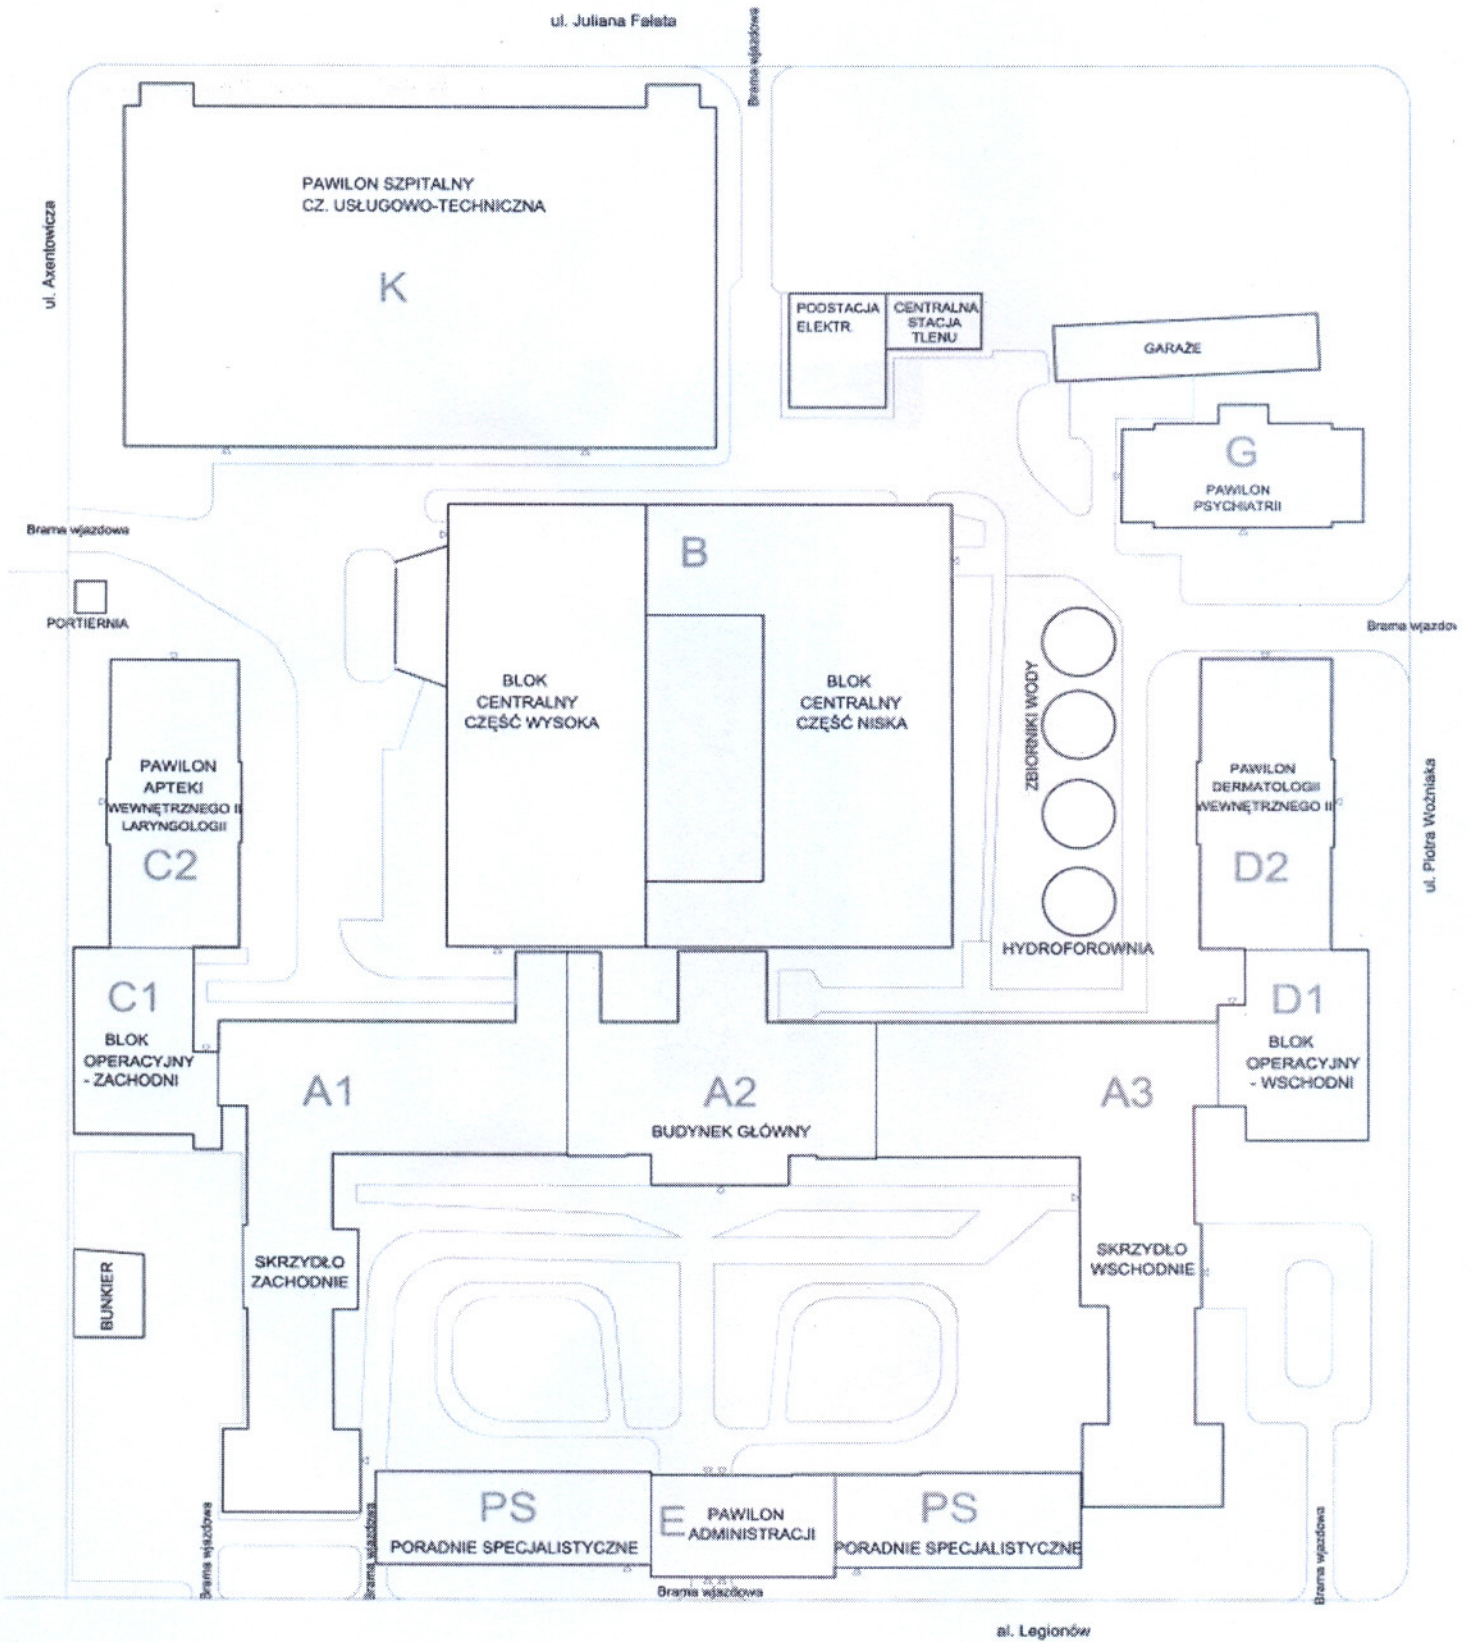 ul. Juliana Fałata
Brama wjazdowa
ul. Axentowicza
PAWILON SZPITALNY
CZ. USŁUGOWO-TECHNICZNA
K
PODSTACJA
ELEKTR.
CENTRALNA
STACJA
TLENU
GARAŻE
G
PAWILON
PSYCHIATRII
Brama wjazdowa
PORTIERNIA
B
BLOK
CENTRALNY
CZĘŚĆ WYSOKA
BLOK
CENTRALNY
CZĘŚĆ NISKA
ZBIORNIKI WODY
HYDROFOROWNIA
Brama wjazdow
PAWILON
APTEKI
WEWNĘTRZNEGO II
LARYNGOLOGII
C2
PAWILON
DERMATOLOGII
WEWNĘTRZNEGO II
D2
ul. Piotra Woźniaka
C1
BLOK
OPERACYJNY
- ZACHODNI
A1
A2
BUDYNEK GŁÓWNY
A3
D1
BLOK
OPERACYJNY
- WSCHODNI
BUNKIER
SKRZYDŁO
ZACHODNIE
SKRZYDŁO
WSCHODNIE
Brama wjazdowa
Brama wjazdowa
PS
PORADNIE SPECJALISTYCZNE
E
PAWILON
ADMINISTRACJI
PS
PORADNIE SPECJALISTYCZNE
Brama wjazdowa
Brama wjazdowa
al. Legionów